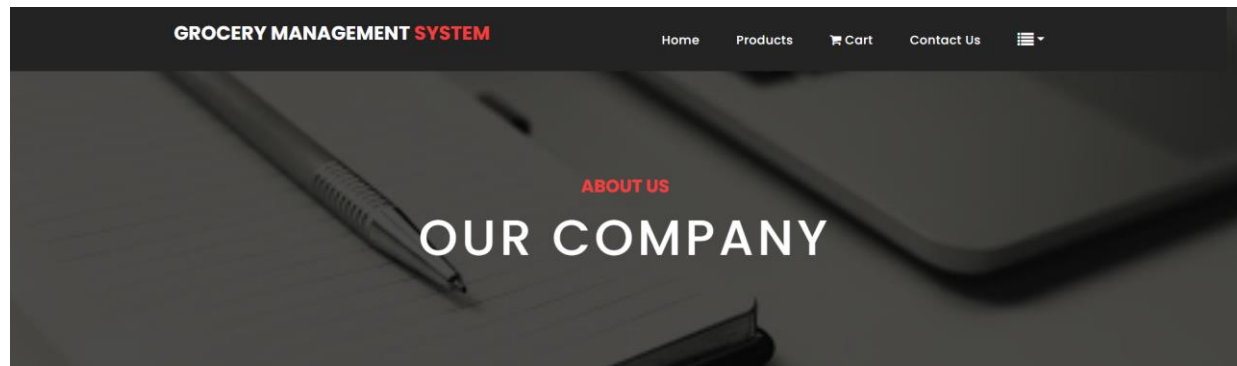 GROCERY MANAGEMENT SYSTEM
Home Products Cart Contact Us
ABOUT US
OUR COMPANY